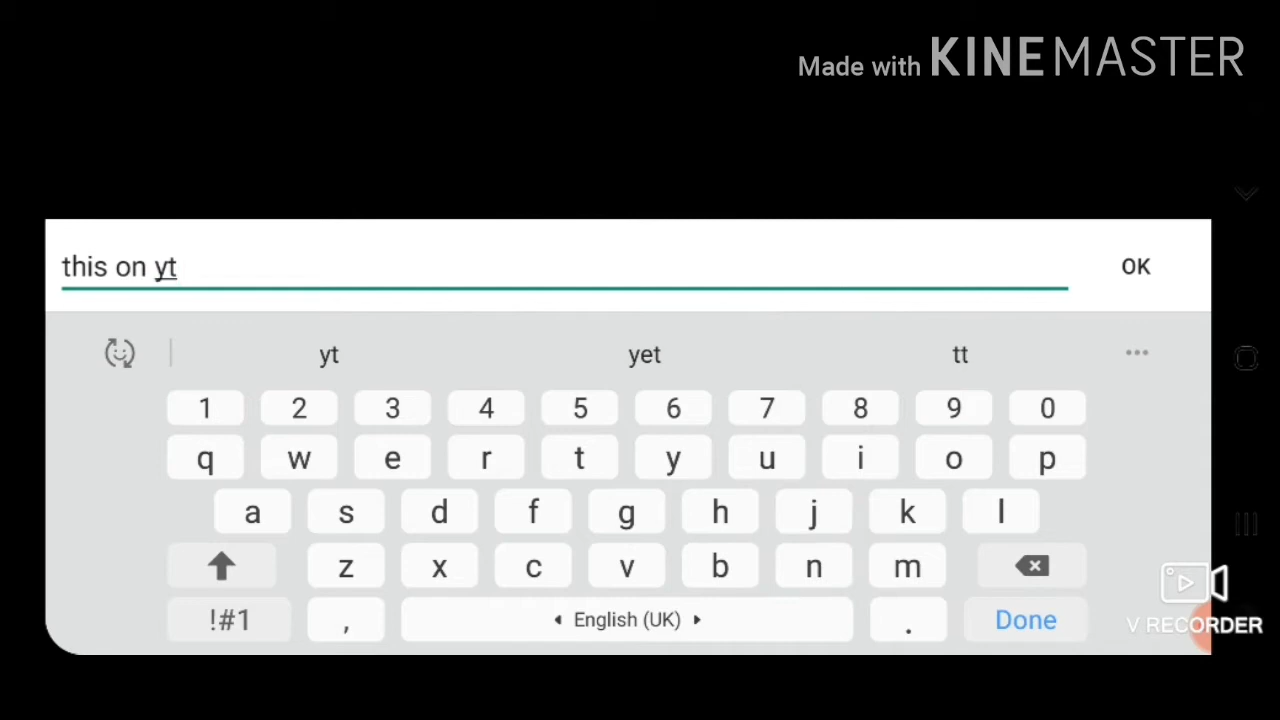 Made with KINEMASTER
this on yt
OK
yt yet tt
1 2 3 4 5 6 7 8 9 0
q w e r t y u i o p
a s d f g h j k l
z x c v b n m
!#1 , English (UK) . Done
V RECORDER